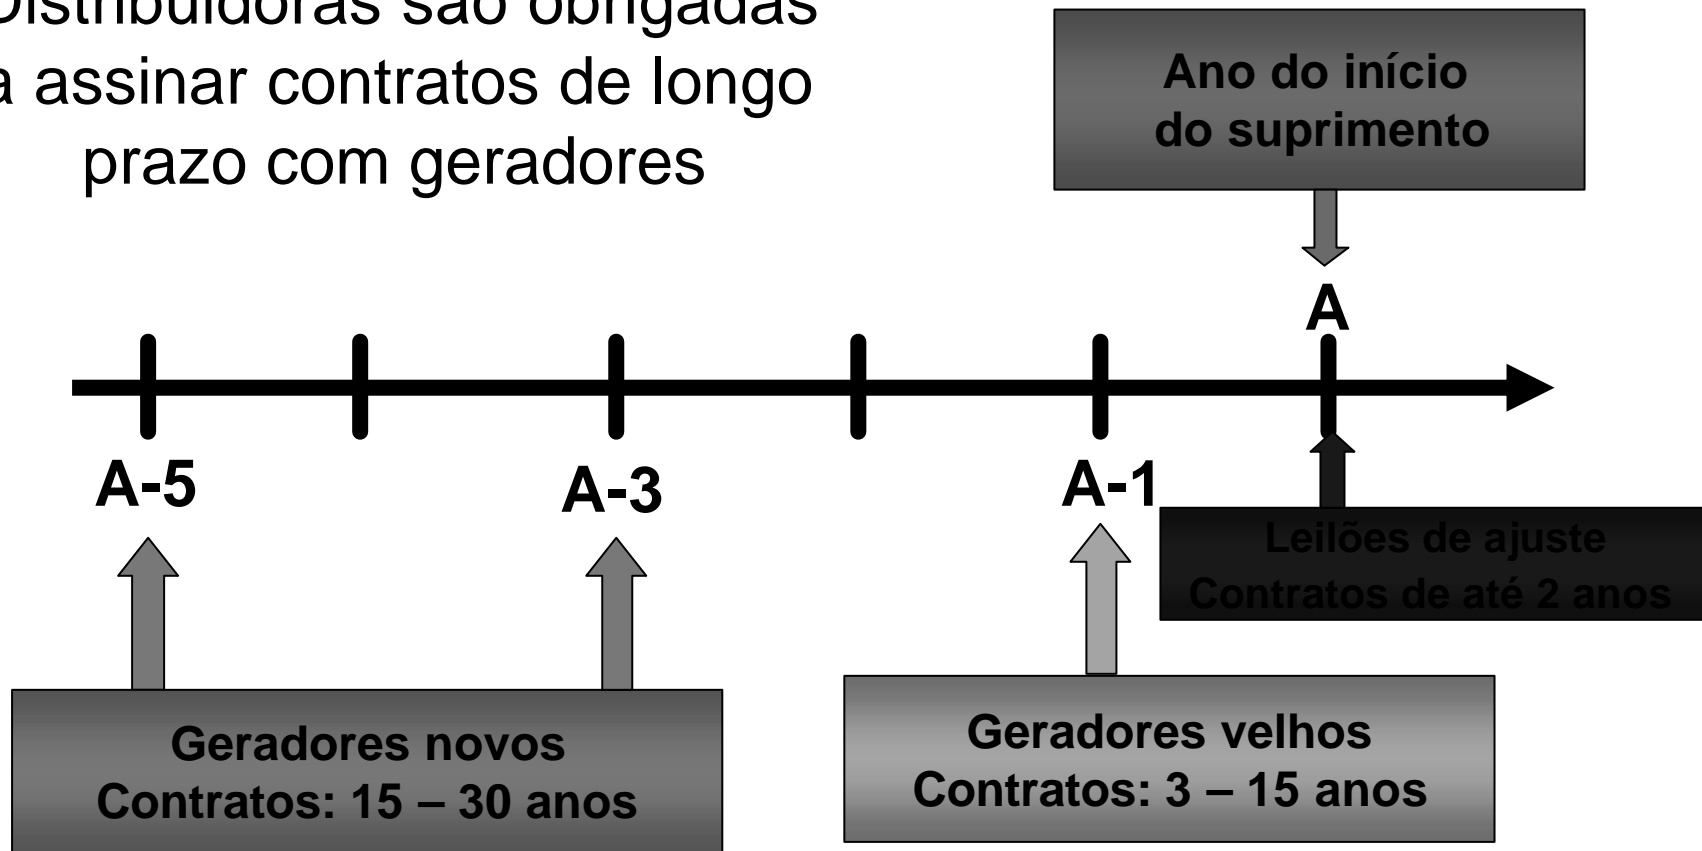 Distribuidoras são obrigadas
a assinar contratos de longo
prazo com geradores
Ano do início
do suprimento
A
A-5
A-3
A-1
Leilões de ajuste
Contratos de até 2 anos
Geradores novos
Contratos: 15 – 30 anos
Geradores velhos
Contratos: 3 – 15 anos